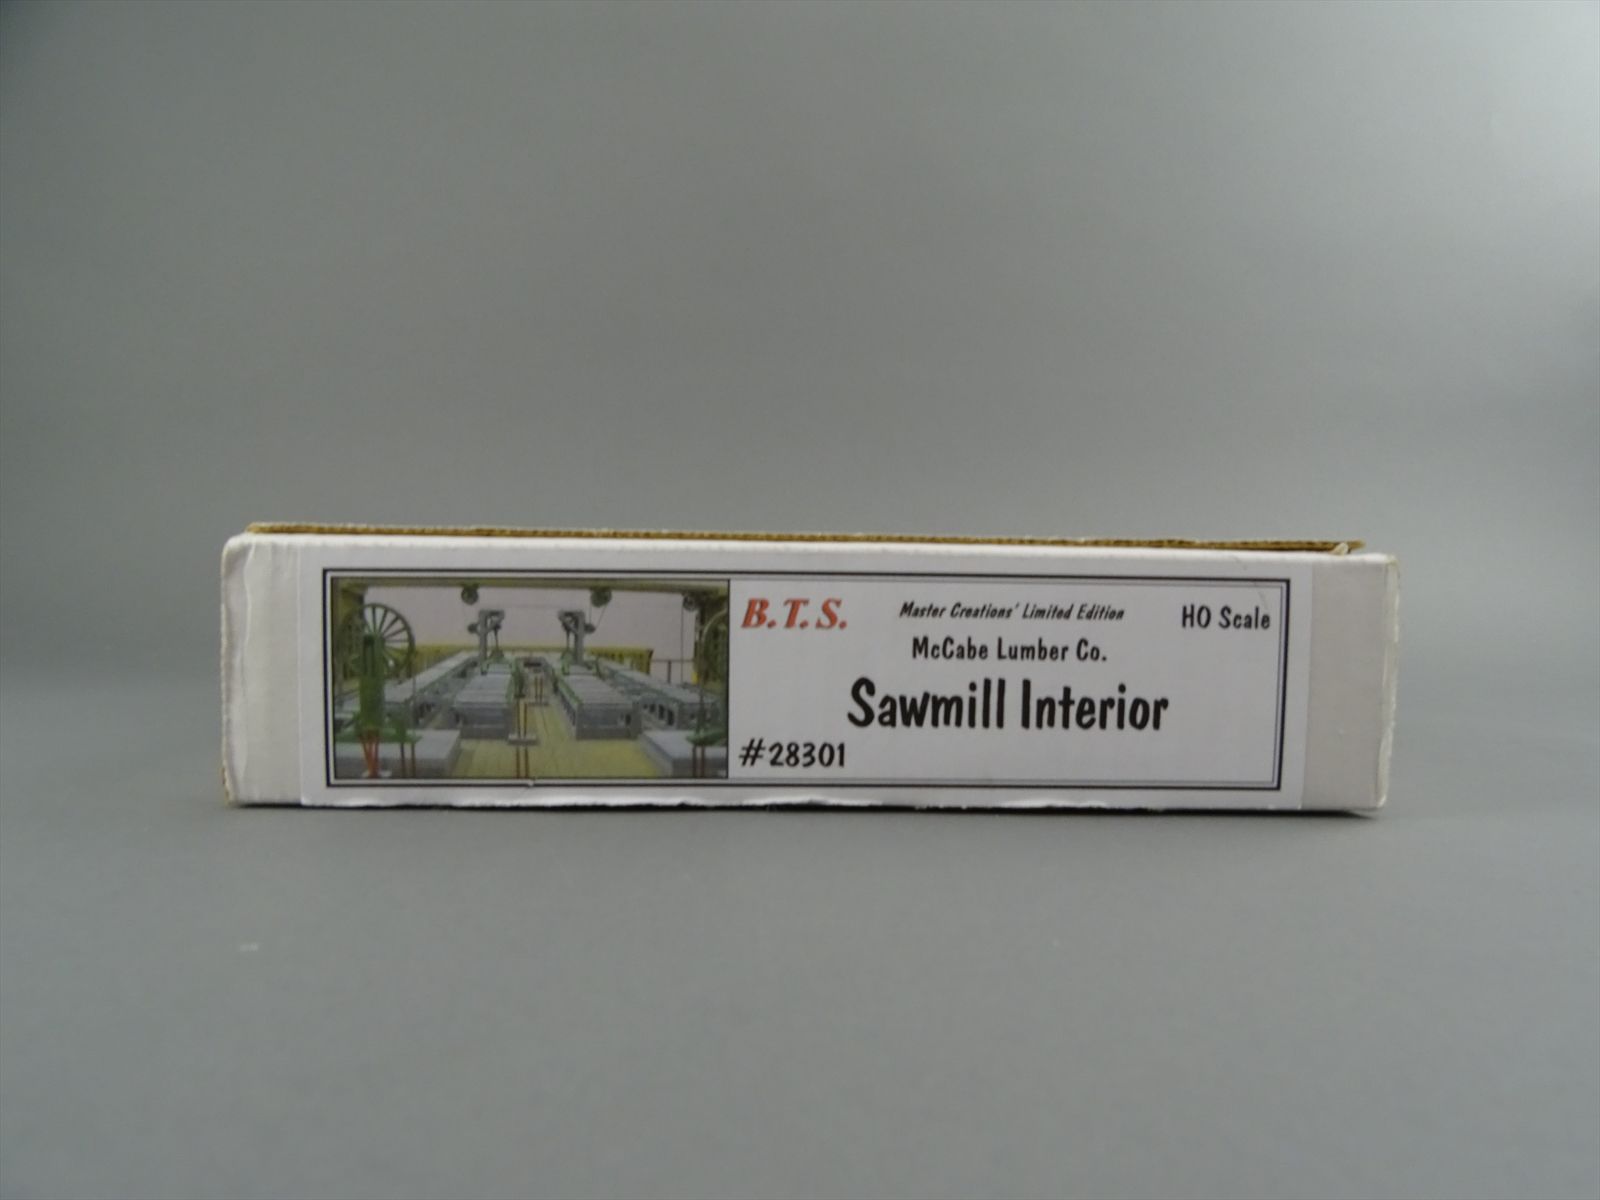 B.T.S.
Master Creations' Limited Edition
HO Scale
McCabe Lumber Co.
Sawmill Interior
#28301